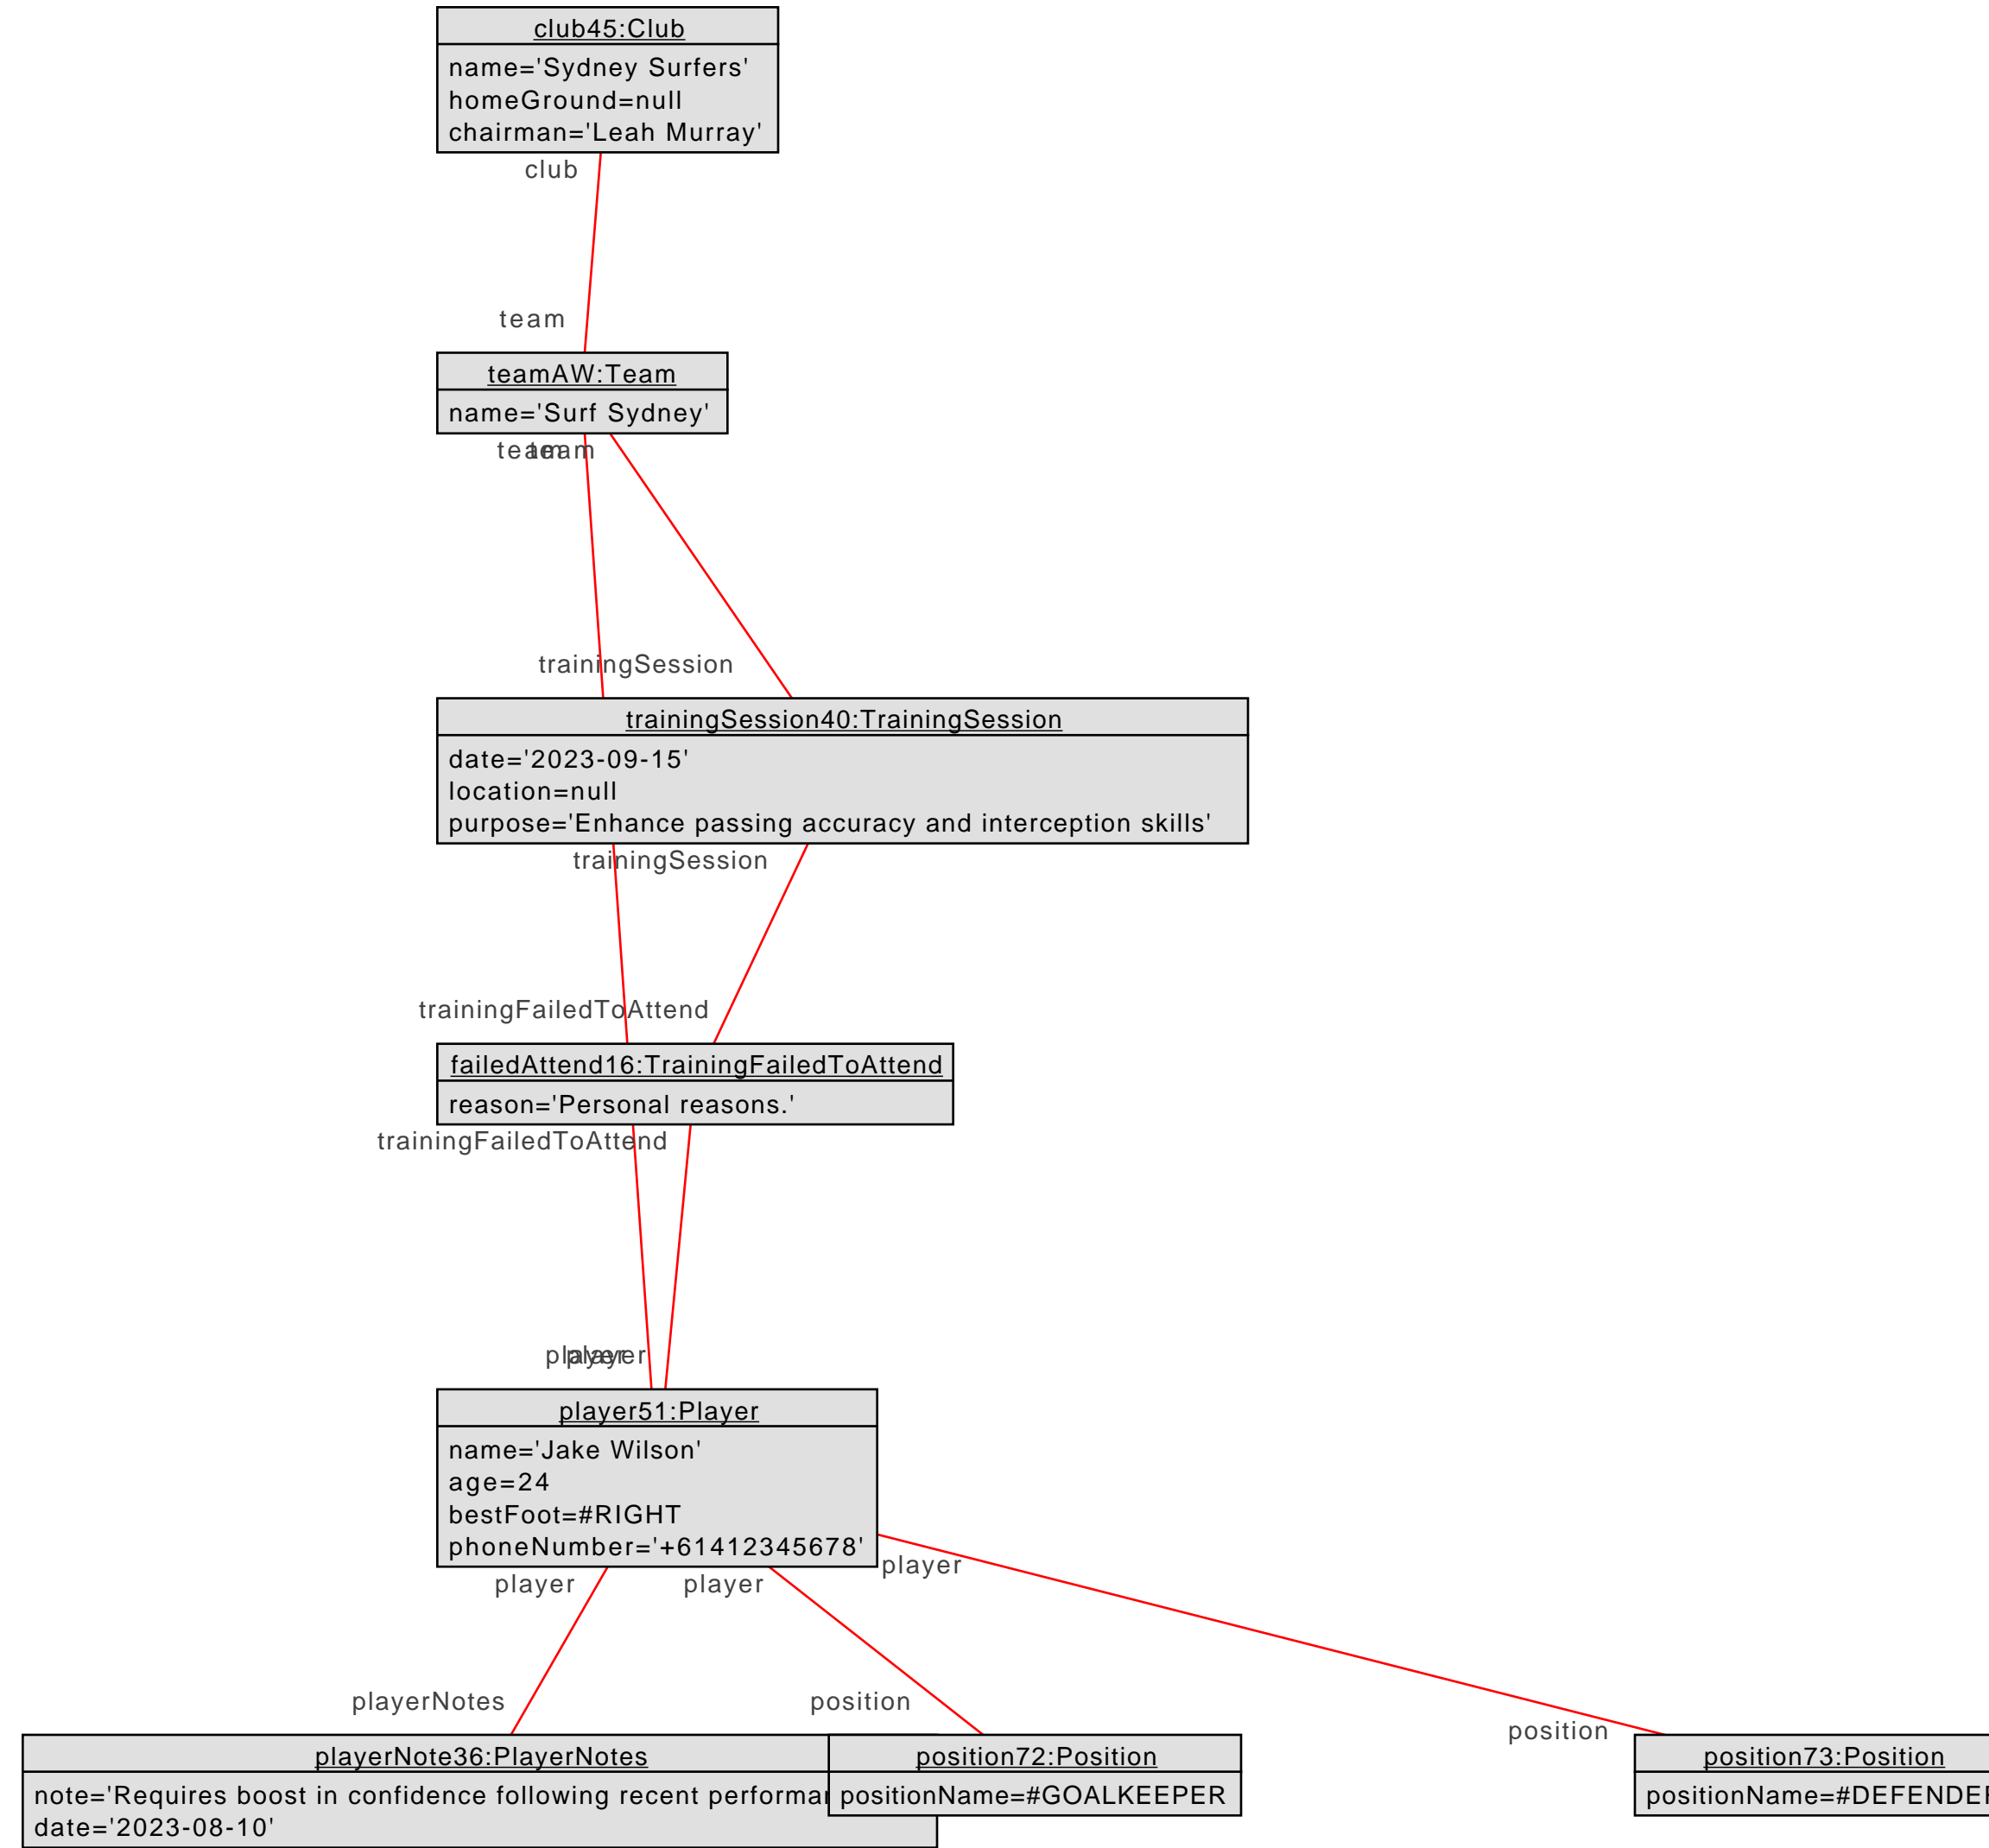 club45:Club
name='Sydney Surfers'
homeGround=null
chairman='Leah Murray'
club
team
teamAW:Team
name='Surf Sydney'
team
team
trainingSession
trainingSession40:TrainingSession
date='2023-09-15'
location=null
purpose='Enhance passing accuracy and interception skills'
trainingSession
trainingFailedToAttend
failedAttend16:TrainingFailedToAttend
reason='Personal reasons.'
trainingFailedToAttend
player
player
player51:Player
name='Jake Wilson'
age=24
bestFoot=#RIGHT
phoneNumber='+61412345678'
player
player
player
playerNotes
position
position
playerNote36:PlayerNotes
note='Requires boost in confidence following recent
date='2023-08-10'
position72:Position
positionName=#GOALKEEPER
position73:Position
positionName=#DEFENDER